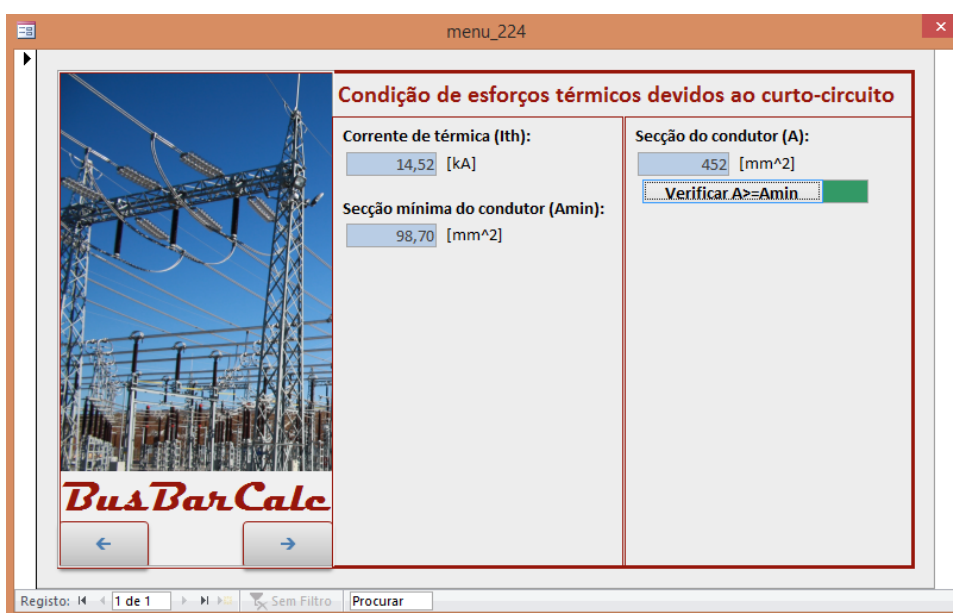 menu_224
Condição de esforços térmicos devidos ao curto-circuito
Corrente de térmica (Ith):
14,52 [kA]
Secção mínima do condutor (Amin):
98,70 [mm^2]
Secção do condutor (A):
452 [mm^2]
Verificar A>=Amin
BusBarCalc
Registo: 1 de 1 Sem Filtro Procurar